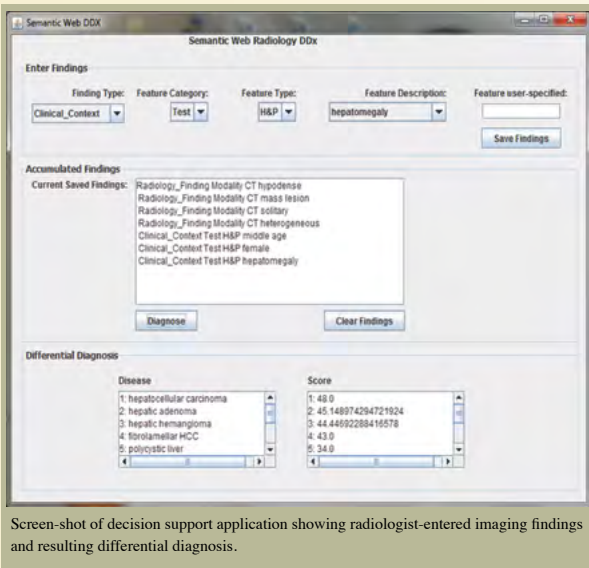 Semantic Web DDX
Semantic Web Radiology DDx
Enter Findings
Finding Type: Feature Category: Feature Type: Feature Description: Feature user-specified:
Clinical_Context Test H&P hepatomegaly
Save Findings
Accumulated Findings
Current Saved Findings: Radiology_Finding Modality CT hypodense
Radiology_Finding Modality CT mass lesion
Radiology_Finding Modality CT solitary
Radiology_Finding Modality CT heterogeneous
Clinical_Context Test H&P middle age
Clinical_Context Test H&P female
Clinical_Context Test H&P hepatomegaly
Diagnose Clear Findings
Differential Diagnosis
Disease Score
1: hepatocellular carcinoma 1: 48.0
2: hepatic adenoma 2: 45.148974294721924
3: hepatic hemangioma 3: 44.44692288416578
4: fibrolamellar HCC 4: 43.0
5: polycystic liver 5: 34.0
Screen-shot of decision support application showing radiologist-entered imaging findings
and resulting differential diagnosis.